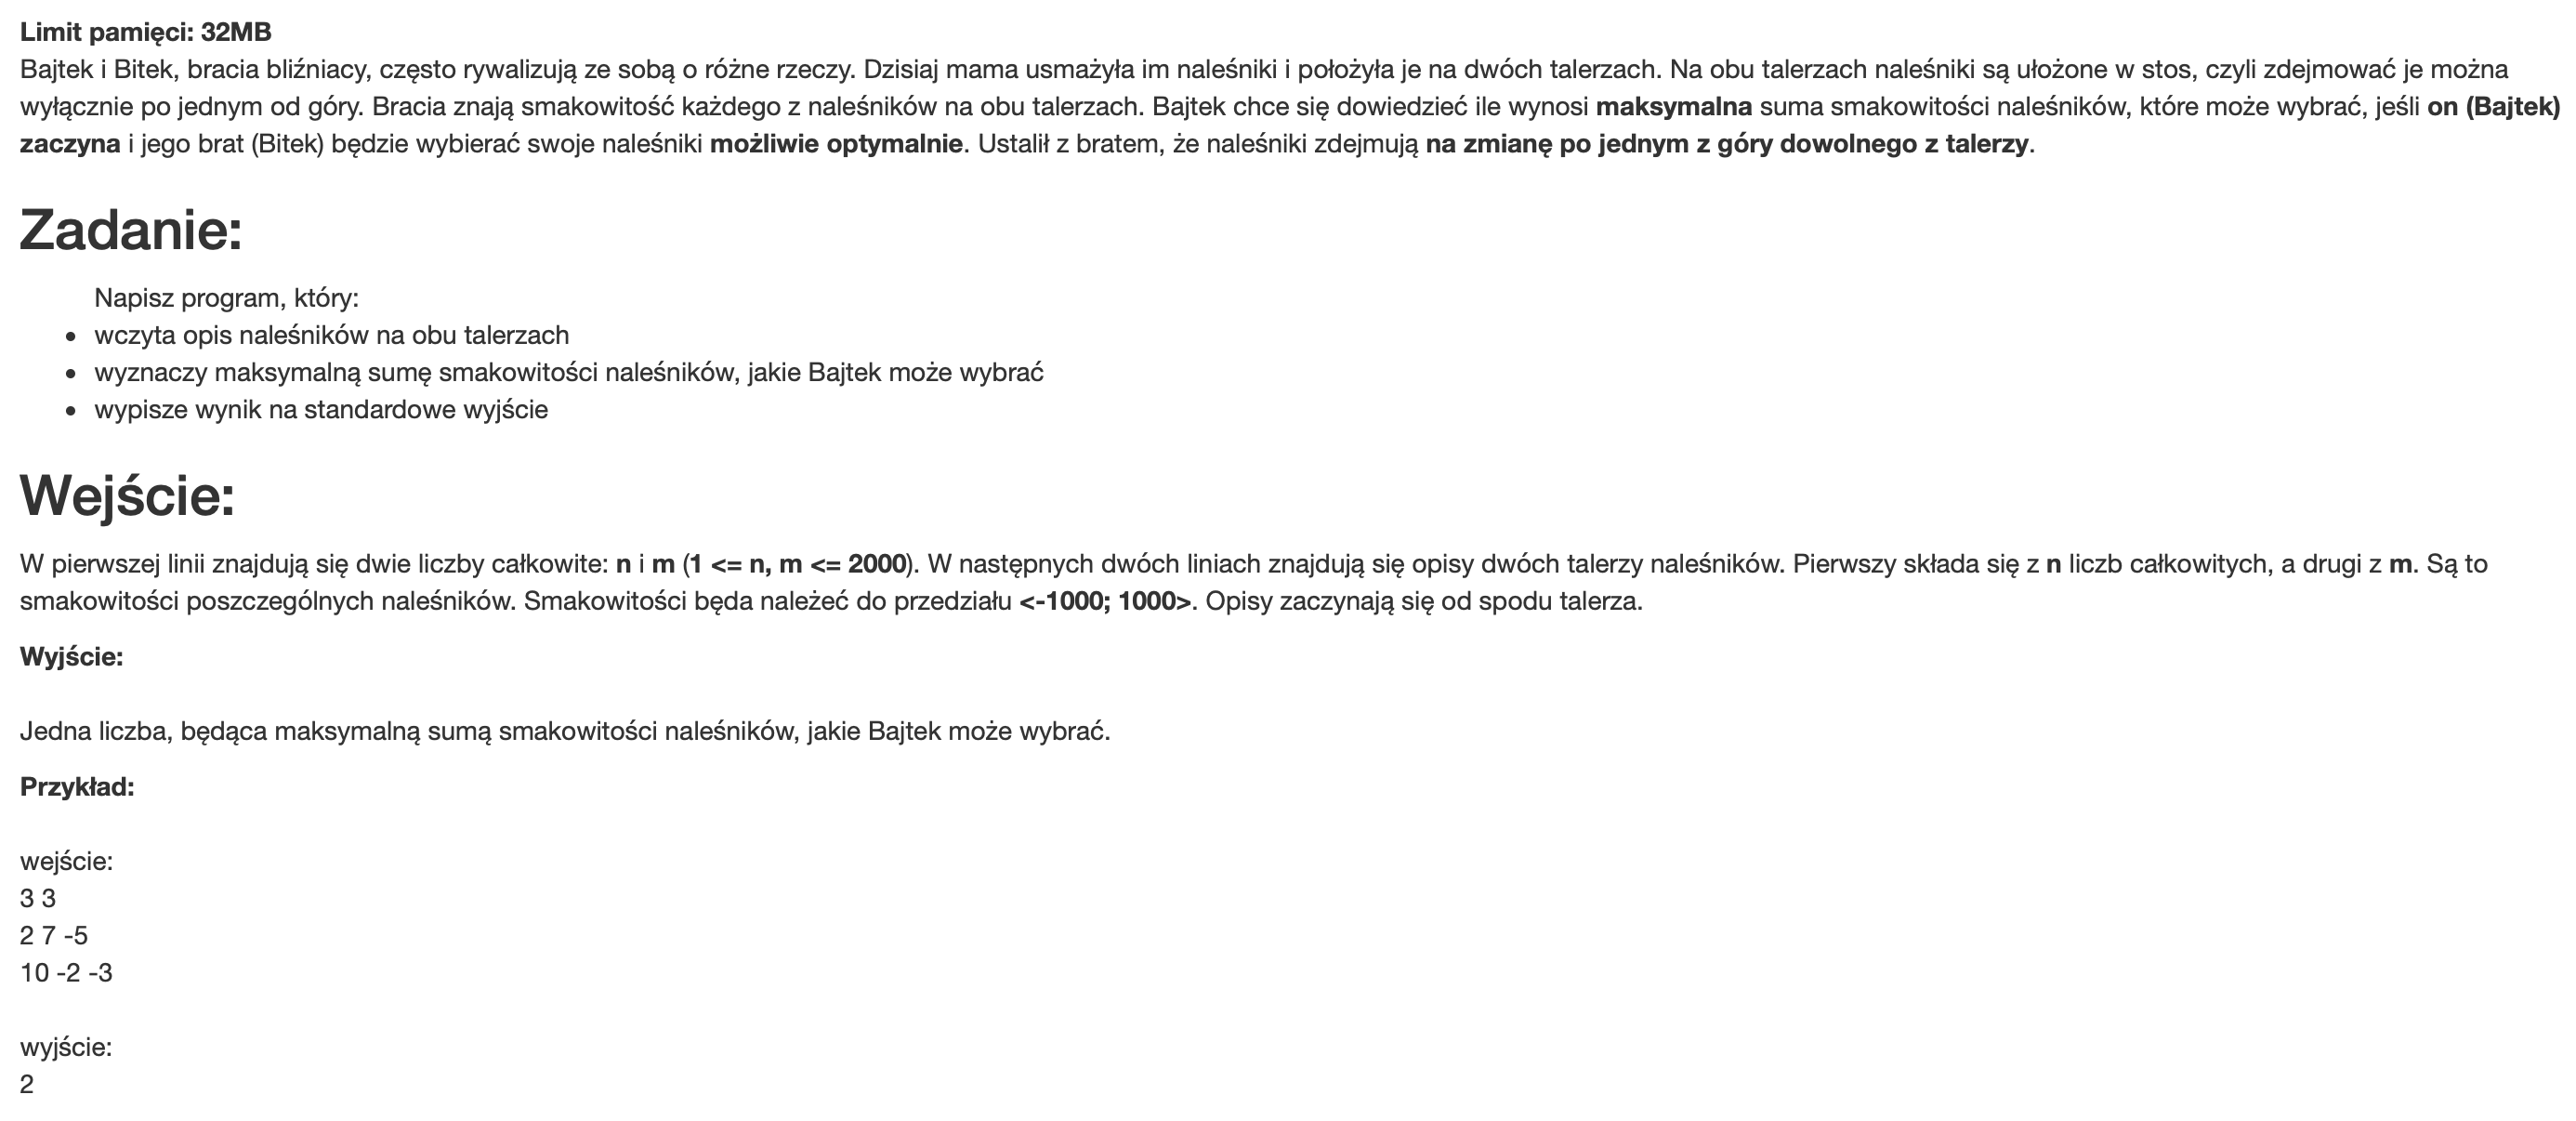 Limit pamięci: 32MB
Bajtek i Bitek, bracia bliźniacy, często rywalizują ze sobą o różne rzeczy. Dzisiaj mama usmażyła im naleśniki i położyła je na dwóch talerzach. Na obu talerzach naleśniki są ułożone w stos, czyli zdejmować je można
wyłącznie po jednym od góry. Bracia znają smakowitość każdego z naleśników na obu talerzach. Bajtek chce się dowiedzieć ile wynosi maksymalna suma smakowitości naleśników, które może wybrać, jeśli on (Bajtek)
zaczyna i jego brat (Bitek) będzie wybierać swoje naleśniki możliwie optymalnie. Ustalił z bratem, że naleśniki zdejmują na zmianę po jednym z góry dowolnego z talerzy.
Zadanie:
Napisz program, który:
• wczyta opis naleśników na obu talerzach
• wyznaczy maksymalną sumę smakowitości naleśników, jakie Bajtek może wybrać
• wypisze wynik na standardowe wyjście
Wejście:
W pierwszej linii znajdują się dwie liczby całkowite: n i m (1 <= n, m <= 2000). W następnych dwóch liniach znajdują się opisy dwóch talerzy naleśników. Pierwszy składa się z n liczb całkowitych, a drugi z m. Są to
smakowitości poszczególnych naleśników. Smakowitości będa należeć do przedziału <-1000; 1000>. Opisy zaczynają się od spodu talerza.
Wyjście:
Jedna liczba, będąca maksymalną sumą smakowitości naleśników, jakie Bajtek może wybrać.
Przykład:
wejście:
3 3
2 7 -5
10 -2 -3
wyjście:
2